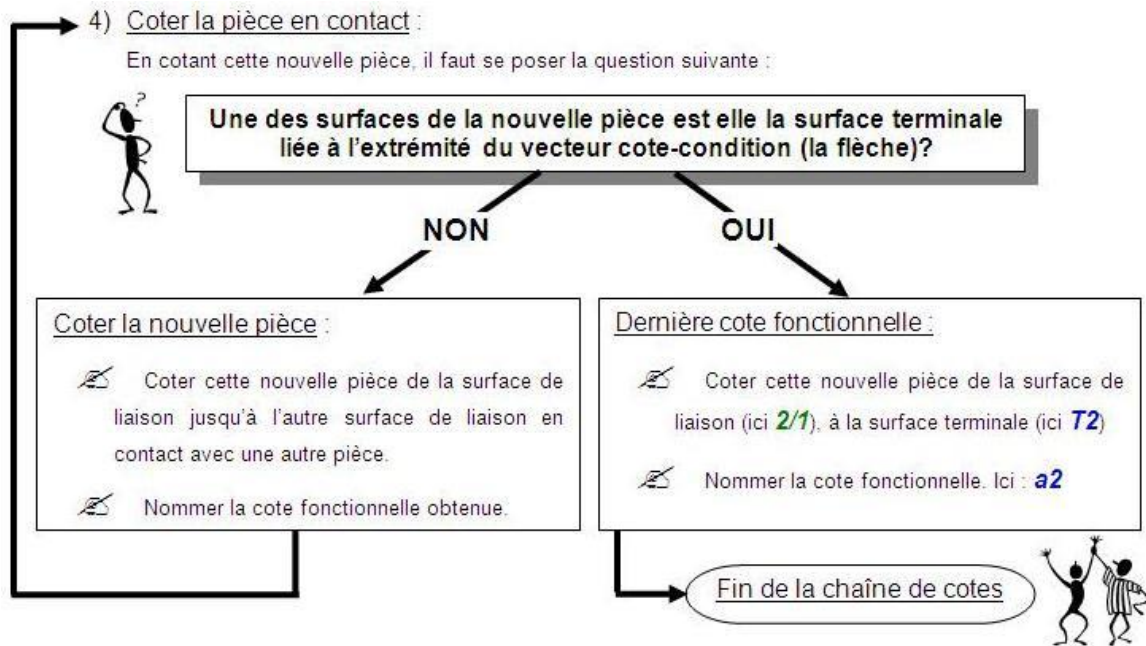 4) Coter la pièce en contact :
En cotant cette nouvelle pièce, il faut se poser la question suivante :
?
Une des surfaces de la nouvelle pièce est elle la surface terminale
liée à l'extrémité du vecteur cote-condition (la flèche)?
NON
OUI
Coter la nouvelle pièce :
Coter cette nouvelle pièce de la surface de
liaison jusqu'à l'autre surface de liaison en
contact avec une autre pièce.
Nommer la cote fonctionnelle obtenue.
Dernière cote fonctionnelle :
Coter cette nouvelle pièce de la surface de
liaison (ici 2/1), à la surface terminale (ici T2)
Nommer la cote fonctionnelle. Ici : a2
Fin de la chaîne de cotes